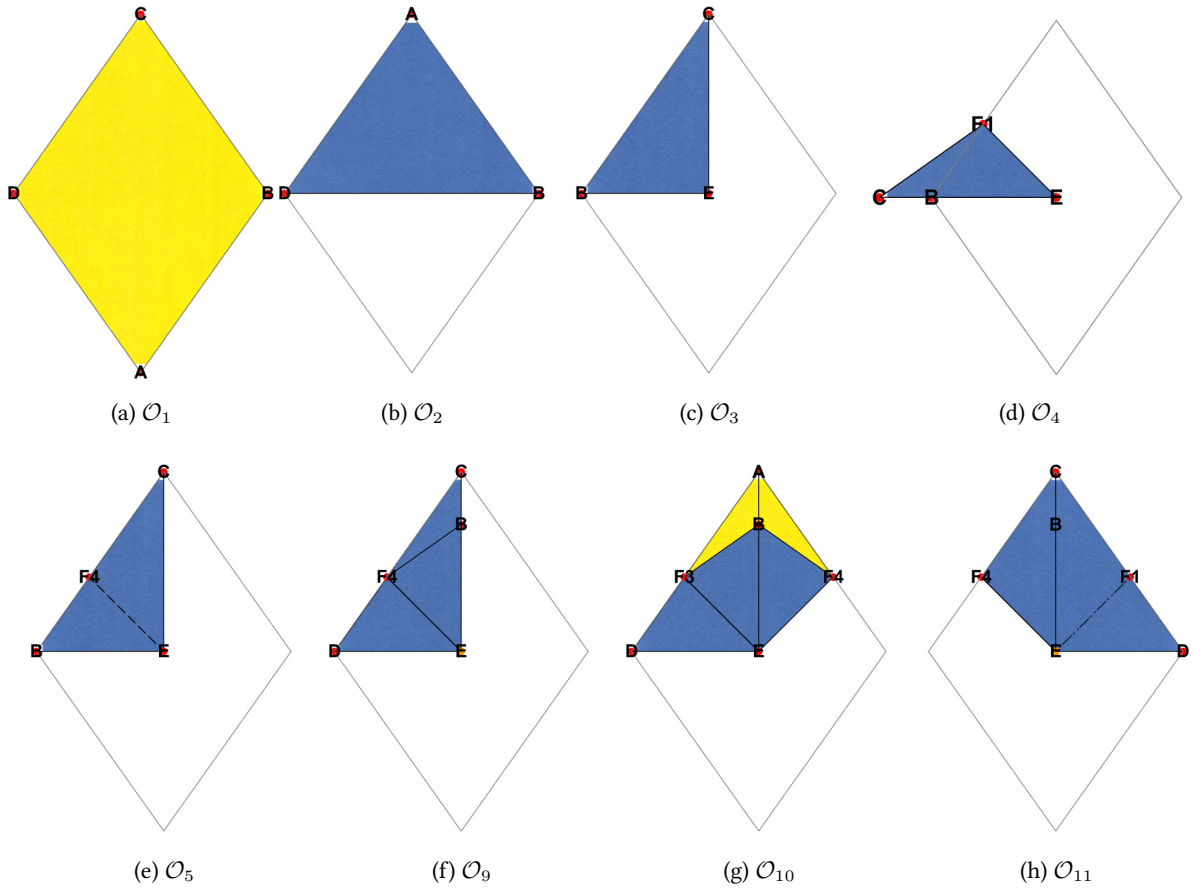 C
D B
A
(a) 𝒪₁
A
D B
(b) 𝒪₂
C
B E
(c) 𝒪₃
F1
C B E
(d) 𝒪₄
C
F4
B E
(e) 𝒪₅
C
B
F4
D E
(f) 𝒪₉
A
B
F3 F4
D E
(g) 𝒪₁₀
C
B
F4 F1
E D
(h) 𝒪₁₁